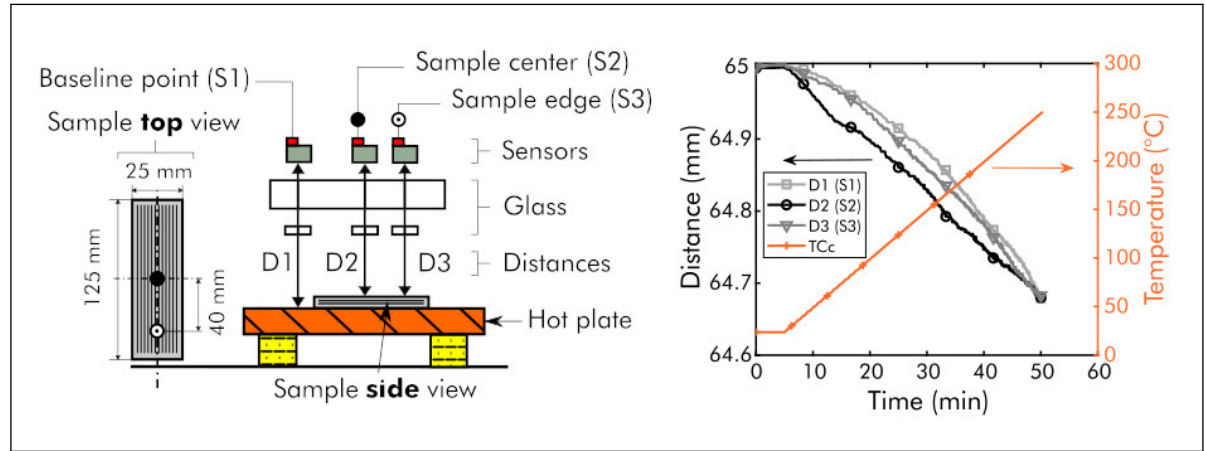 Baseline point (S1)
Sample center (S2)
Sample edge (S3)
Sample top view
25 mm
125 mm
40 mm
i
Sensors
Glass
D1 D2 D3
Distances
Hot plate
Sample side view
Distance (mm)
65
64.9
64.8
64.7
64.6
D1 (S1)
D2 (S2)
D3 (S3)
TCc
0 10 20 30 40 50 60
Time (min)
300
250
200
150
100
50
0
Temperature (°C)